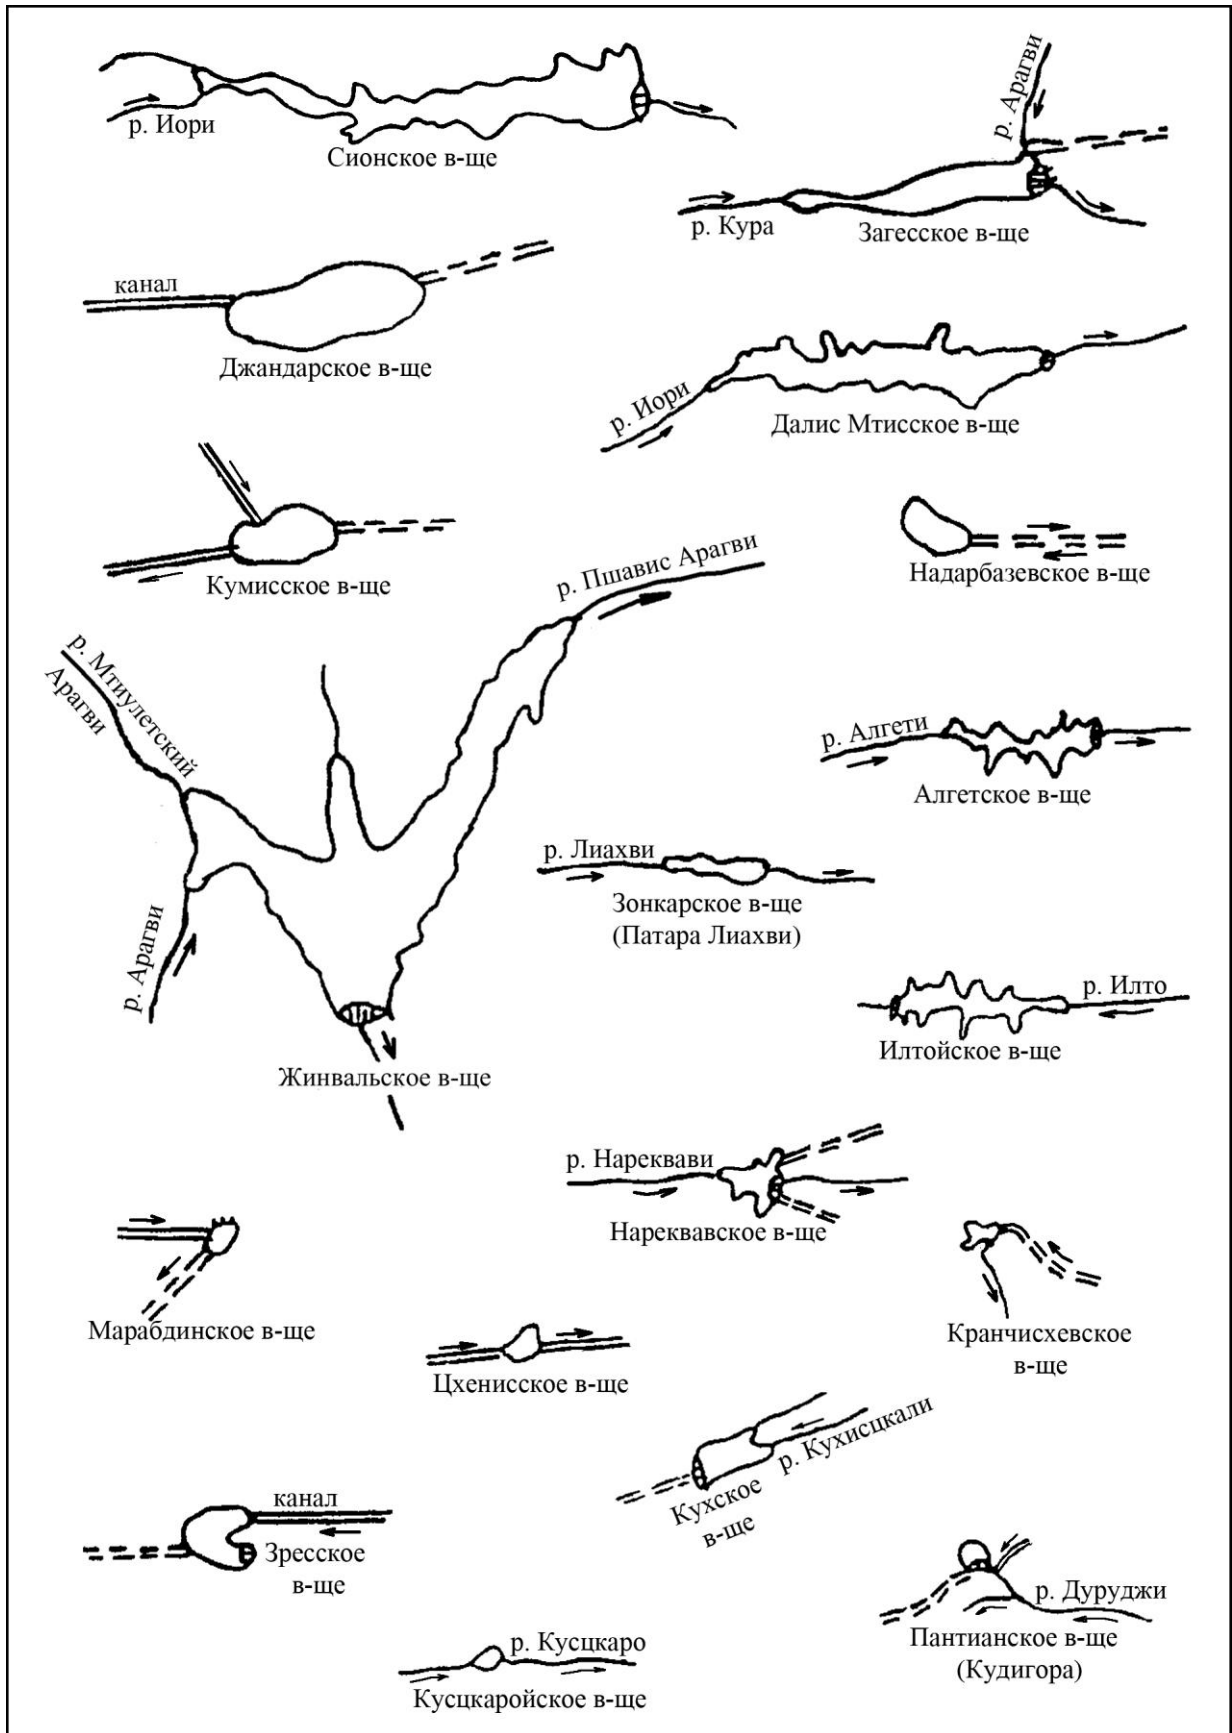 р. Иори
Сионское в-ще
р. Арагви
р. Кура
Загесское в-ще
канал
Джандарское в-ще
р. Иори
Далис Мтисское в-ще
Кумисское в-ще
Надарбазевское в-ще
р. Пшавис Арагви
р. Мтиулетский
Арагви
р. Алгети
Алгетское в-ще
р. Лиахви
Зонкарское в-ще
(Патара Лиахви)
р. Арагви
р. Илто
Илтойское в-ще
Жинвальское в-ще
р. Нареквави
Нареквавское в-ще
Марабдинское в-ще
Кранчисхевское
в-ще
Цхенисское в-ще
р. Кухисцкали
Кухское
в-ще
канал
Зресское
в-ще
р. Дуруджи
Пантианское в-ще
(Кудигора)
р. Кусцкаро
Кусцкаройское в-ще